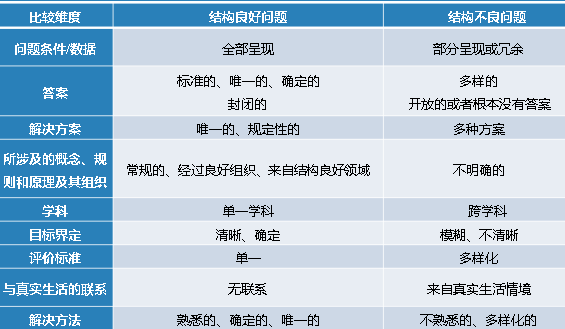 比较维度 结构良好问题 结构不良问题
问题条件/数据 全部呈现 部分呈现或冗余
答案 标准的、唯一的、确定的 多样的
封闭的 开放的或者根本没有答案
解决方案 唯一的、规定性的 多种方案
所涉及的概念、规
则和原理及其组织 常规的、经过良好组织、来自结构良好领域 不明确的
学科 单一学科 跨学科
目标界定 清晰、确定 模糊、不清晰
评价标准 单一 多样化
与真实生活的联系 无联系 来自真实生活情境
解决方法 熟悉的、确定的、唯一的 不熟悉的、多样化的